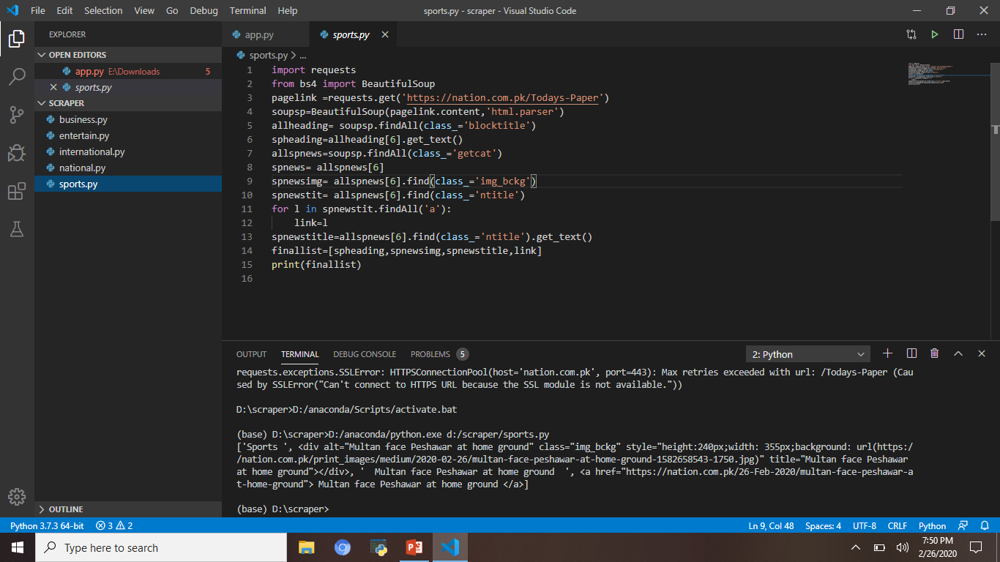 File Edit Selection View Go Debug Terminal Help sports.py - scraper - Visual Studio Code
EXPLORER
OPEN EDITORS
app.py E:\Downloads 5
sports.py
SCRAPER
business.py
entertain.py
international.py
national.py
sports.py
OUTLINE
app.py sports.py
sports.py > ...
1 import requests
2 from bs4 import BeautifulSoup
3 pagelink =requests.get('https://nation.com.pk/Todays-Paper')
4 soupsp=BeautifulSoup(pagelink.content,'html.parser')
5 allheading= soupsp.findAll(class_='blocktitle')
6 spheading=allheading[6].get_text()
7 allspnews=soupsp.findAll(class_='getcat')
8 spnews= allspnews[6]
9 spnewsimg= allspnews[6].find(class_='img_bckg')
10 spnewstit= allspnews[6].find(class_='ntitle')
11 for l in spnewstit.findAll('a'):
12     link=l
13 spnewstitle=allspnews[6].find(class_='ntitle').get_text()
14 finallist=[spheading,spnewsimg,spnewstitle,link]
15 print(finallist)
16
OUTPUT TERMINAL DEBUG CONSOLE PROBLEMS 5 2: Python
requests.exceptions.SSLError: HTTPSConnectionPool(host='nation.com.pk', port=443): Max retries exceeded with url: /Todays-Paper (Cau
sed by SSLError("Can't connect to HTTPS URL because the SSL module is not available."))
D:\scraper>D:/anaconda/Scripts/activate.bat
(base) D:\scraper>D:/anaconda/python.exe d:/scraper/sports.py
['Sports ', <div alt="Multan face Peshawar at home ground" class="img_bckg" style="height:240px;width: 355px;background: url(https:/
/nation.com.pk/print_images/medium/2020-02-26/multan-face-peshawar-at-home-ground-1582658543-1750.jpg)" title="Multan face Peshawar
at home ground"></div>, '  Multan face Peshawar at home ground  ', <a href="https://nation.com.pk/26-Feb-2020/multan-face-peshawar-a
t-home-ground"> Multan face Peshawar at home ground </a>]
(base) D:\scraper>
Python 3.7.3 64-bit 3 2 Ln 9, Col 48 Spaces: 4 UTF-8 CRLF Python
Type here to search
7:50 PM
2/26/2020